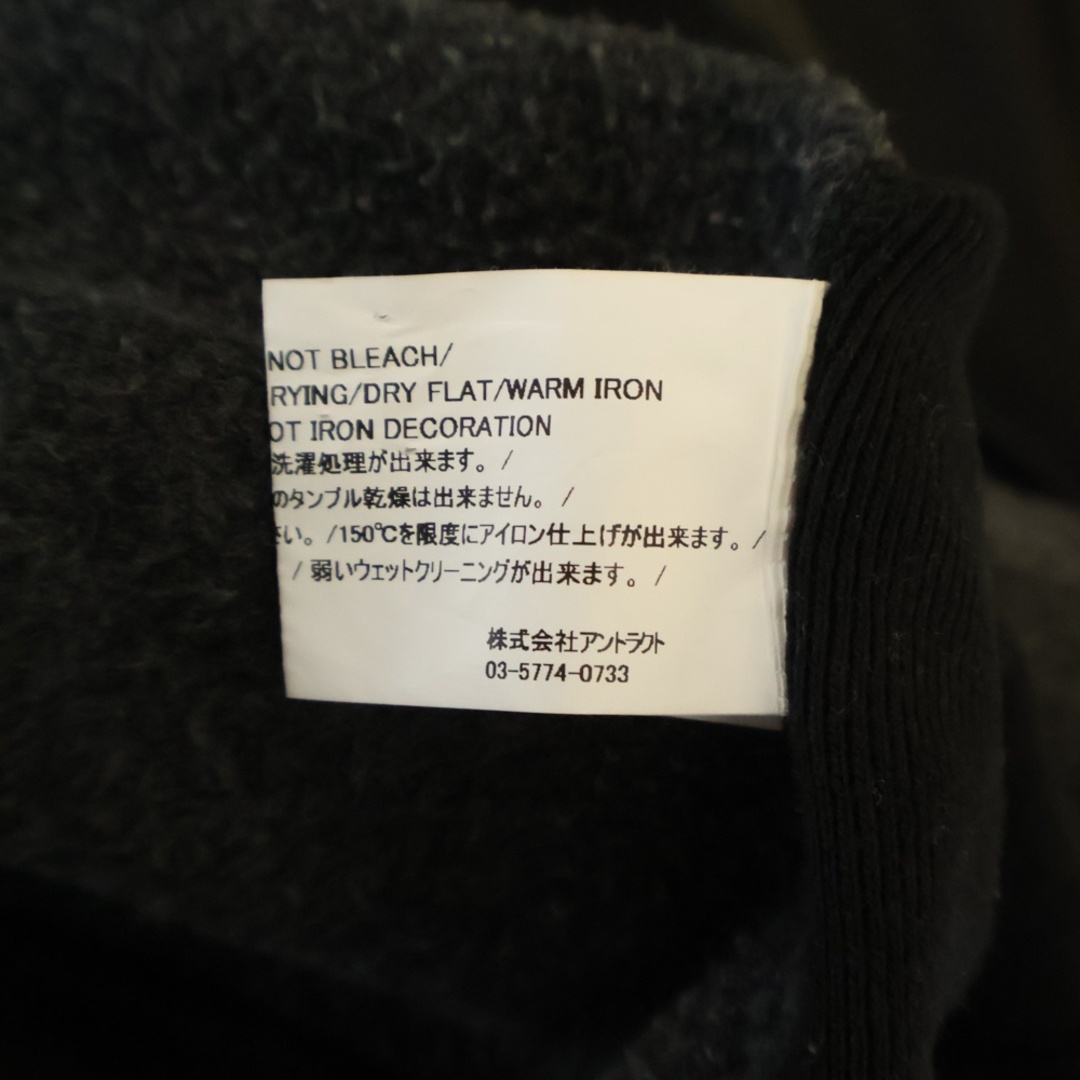 NOT BLEACH/
RYING/DRY FLAT/WARM IRON
OT IRON DECORATION
洗濯処理が出来ます。/
のタンブル乾燥は出来ません。 /
さい。/150℃を限度にアイロン仕上げが出来ます。/
/ 弱いウェットクリーニングが出来ます。 /
株式会社アントラクト
03-5774-0733